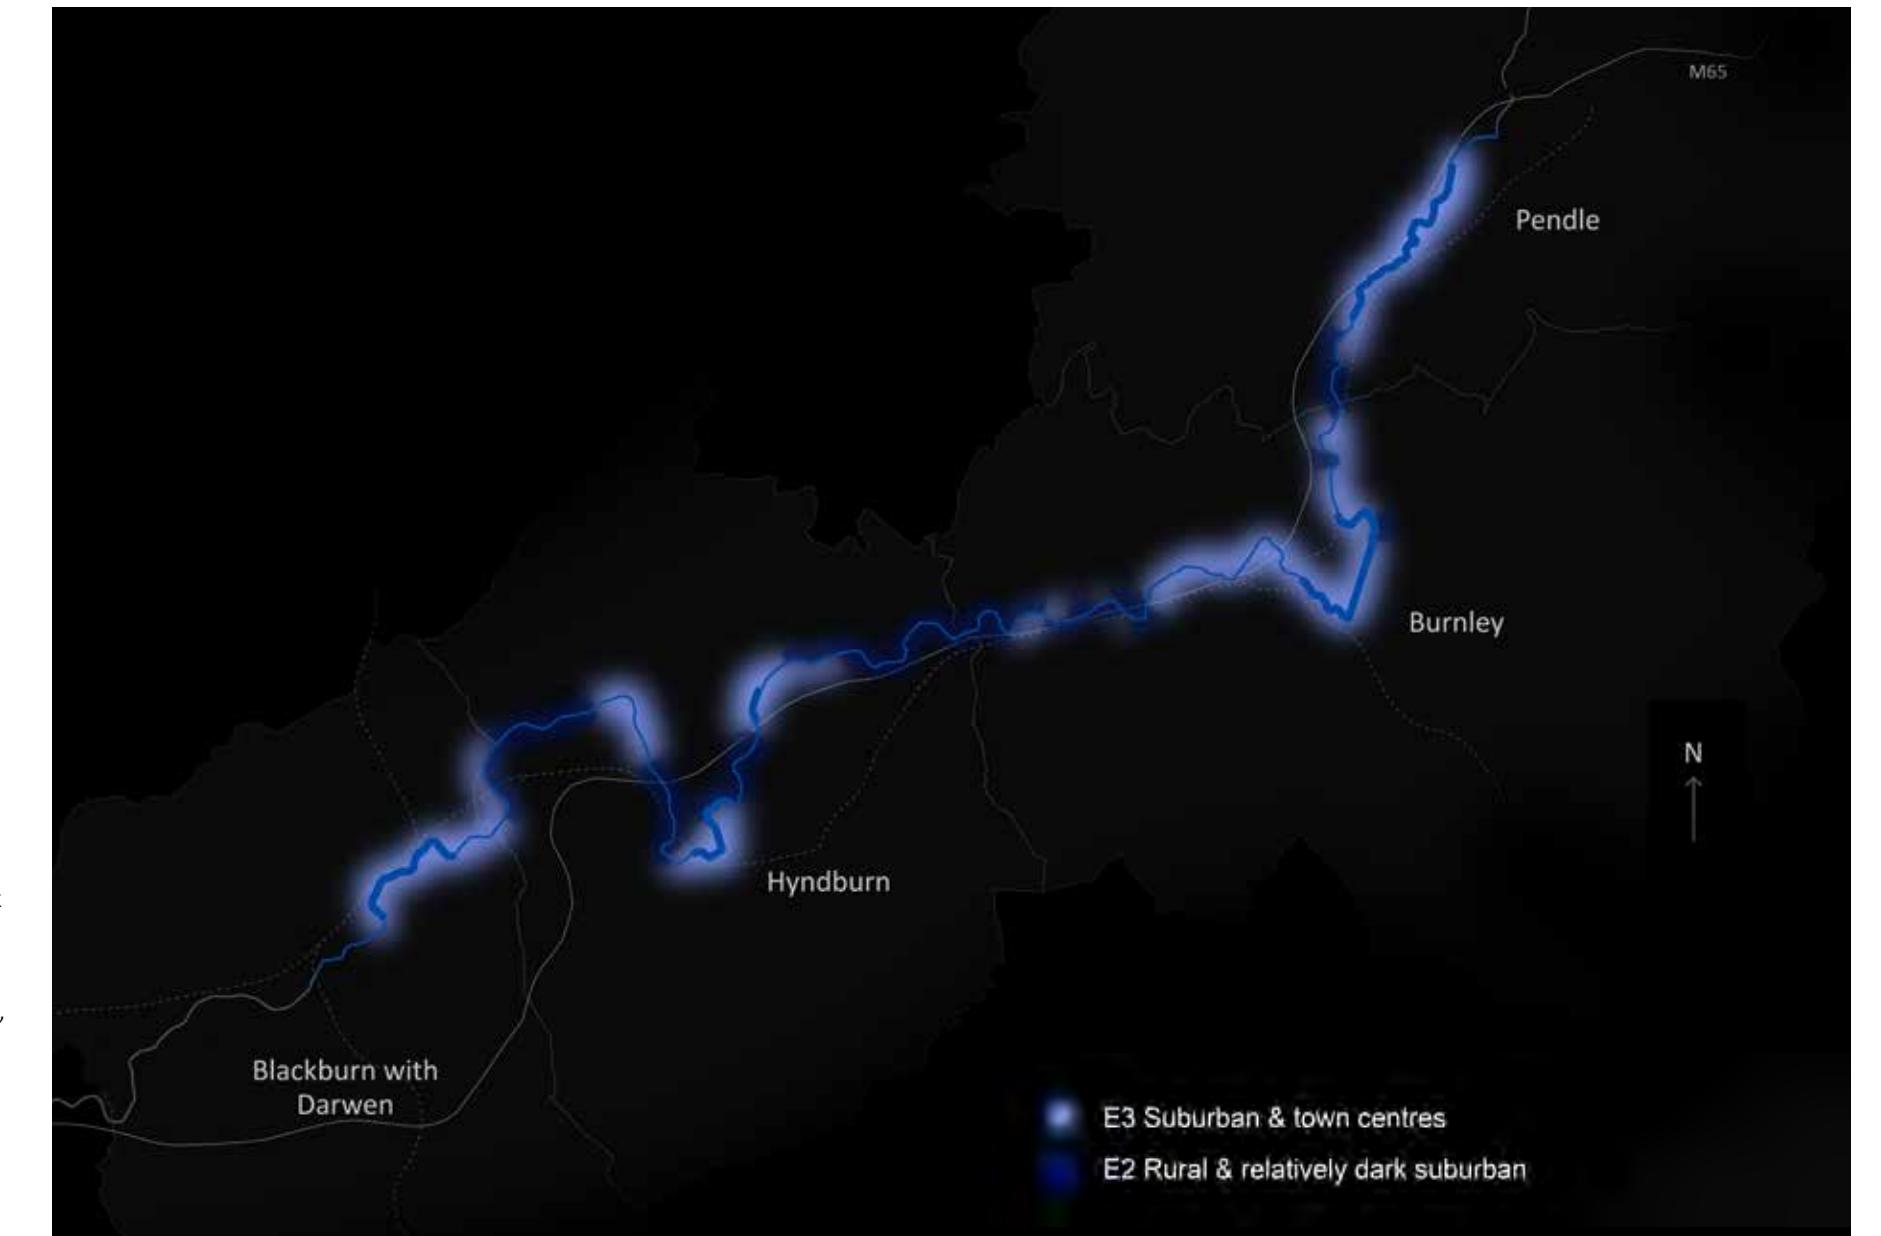 M65
Pendle
Burnley
N
Hyndburn
Blackburn with
Darwen
E3 Suburban & town centres
E2 Rural & relatively dark suburban